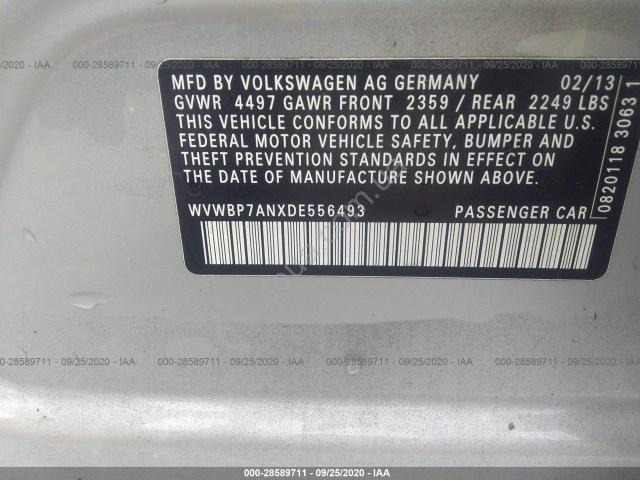 000-28589711 - 09/25/2020 - IAA
MFD BY VOLKSWAGEN AG GERMANY 02/13
GVWR 4497 GAWR FRONT 2359 / REAR 2249 LBS
THIS VEHICLE CONFORMS TO ALL APPLICABLE U.S.
FEDERAL MOTOR VEHICLE SAFETY, BUMPER AND
THEFT PREVENTION STANDARDS IN EFFECT ON
THE DATE OF MANUFACTURE SHOWN ABOVE.
WVWBP7ANXDE556493 PASSENGER CAR
0820118 3063 1
000-28589711 - 09/25/2020 - IAA
000-28589711 - 09/25/2020 - IAA